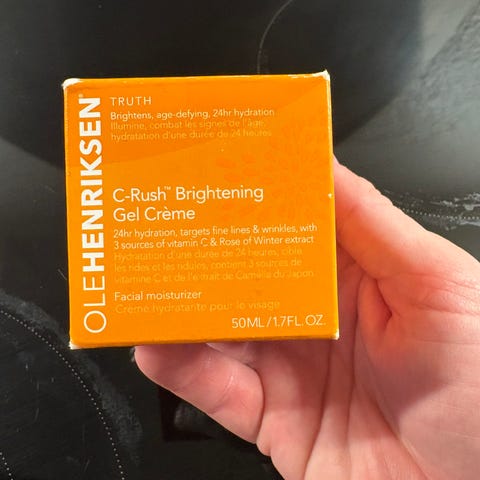 OLEHENRIKSEN®
TRUTH
Brightens, age-defying, 24hr hydration
Illumine, combat les signes de l'âge,
hydratation d'une durée de 24 heures
C-Rush™ Brightening
Gel Crème
24hr hydration, targets fine lines & wrinkles, with
3 sources of vitamin C & Rose of Winter extract
Hydratation d'une durée de 24 heures, cible
les rides et les ridules, contient 3 sources de
vitamine C et de l'extrait de Camélia du Japon.
Facial moisturizer
Crème hydratante pour le visage
50ML/1.7FL.OZ.